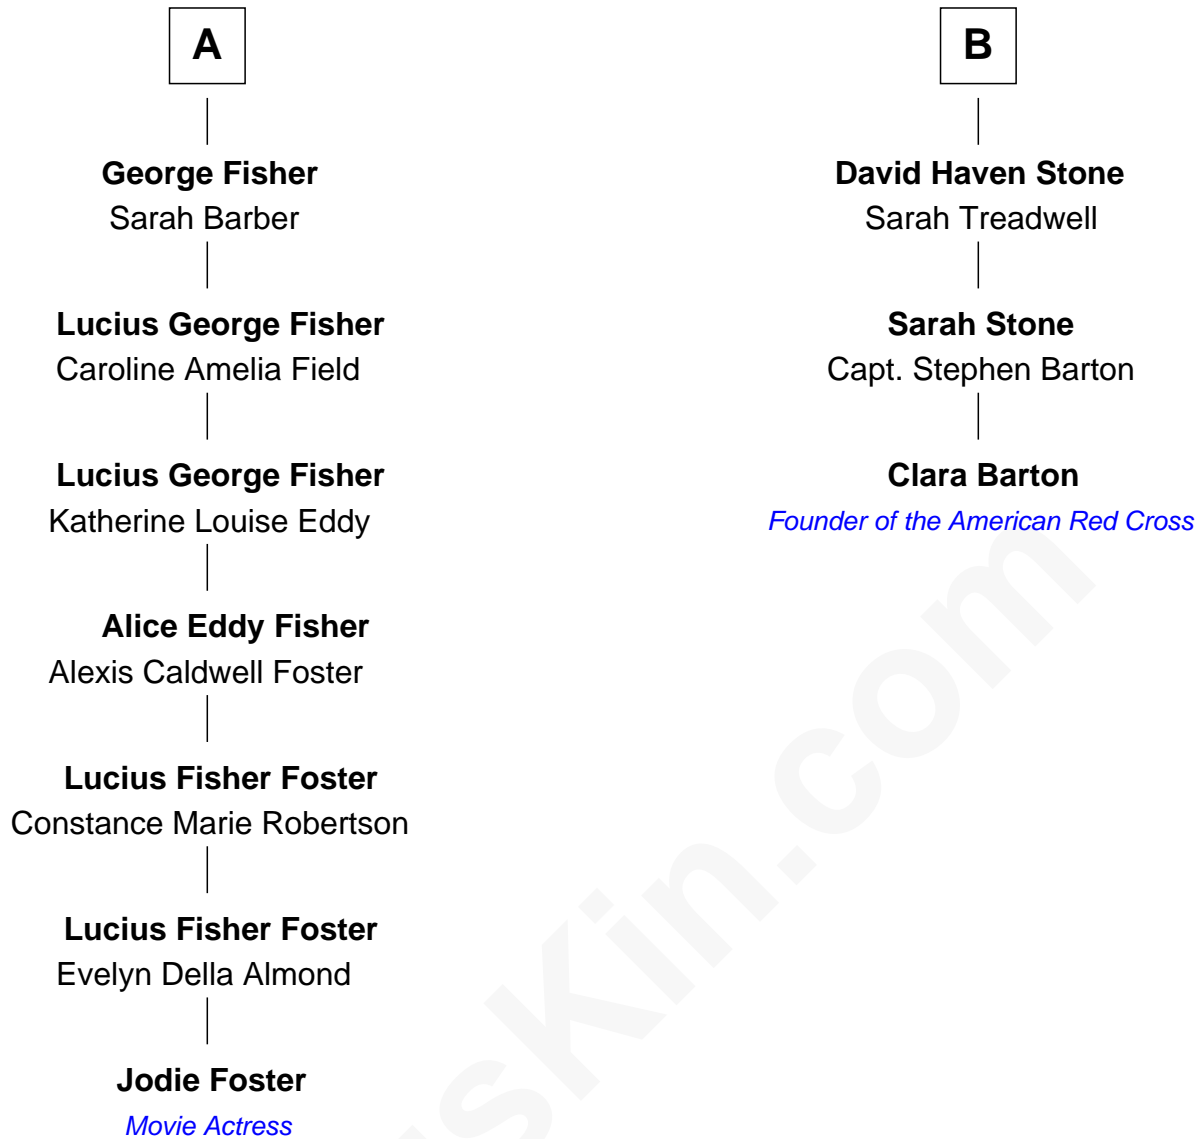 A
George Fisher
Sarah Barber
Lucius George Fisher
Caroline Amelia Field
Lucius George Fisher
Katherine Louise Eddy
Alice Eddy Fisher
Alexis Caldwell Foster
Lucius Fisher Foster
Constance Marie Robertson
Lucius Fisher Foster
Evelyn Della Almond
Jodie Foster
Movie Actress
B
David Haven Stone
Sarah Treadwell
Sarah Stone
Capt. Stephen Barton
Clara Barton
Founder of the American Red Cross
sKin.com